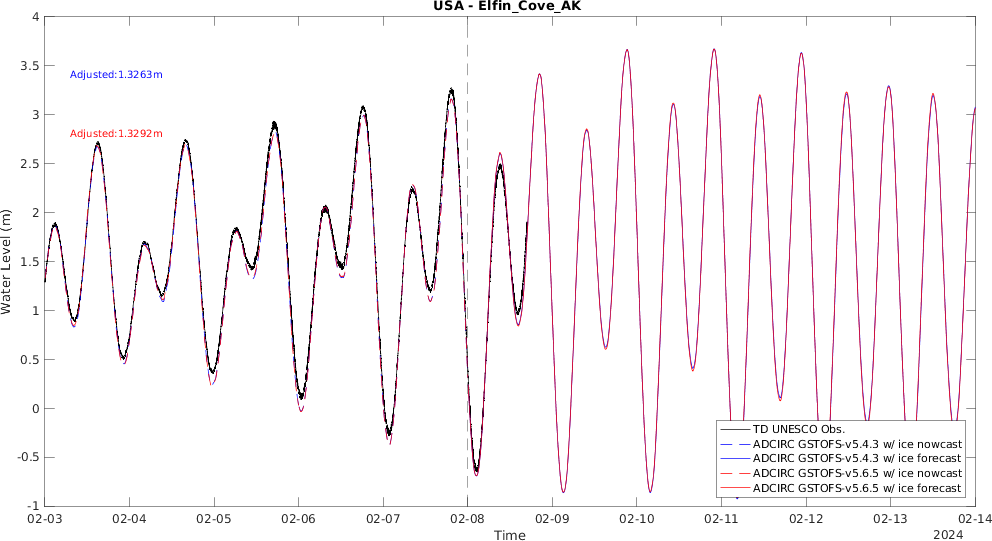 USA - Elfin_Cove_AK
4
3.5
3
2.5
2
1.5
1
0.5
0
-0.5
-1
Water Level (m)
Adjusted:1.3263m
Adjusted:1.3292m
TD UNESCO Obs.
ADCIRC GSTOFS-v5.4.3 w/ ice nowcast
ADCIRC GSTOFS-v5.4.3 w/ ice forecast
ADCIRC GSTOFS-v5.6.5 w/ ice nowcast
ADCIRC GSTOFS-v5.6.5 w/ ice forecast
02-03 02-04 02-05 02-06 02-07 02-08 02-09 02-10 02-11 02-12 02-13 02-14
Time
2024